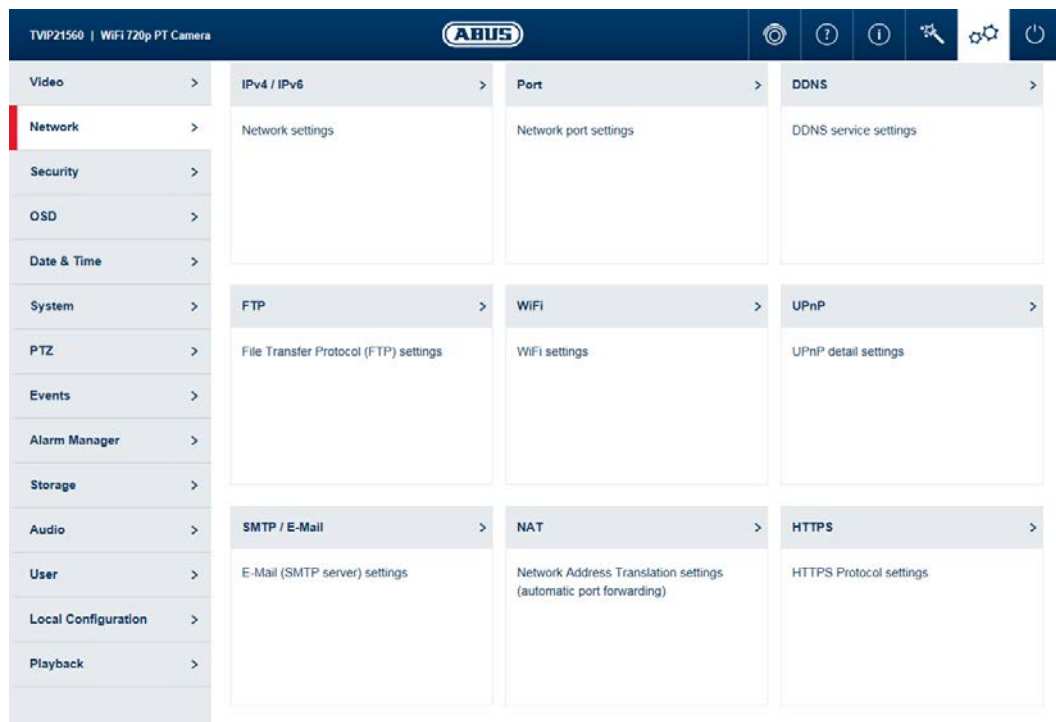 TVIP21560 | WiFi 720p PT Camera
ABUS
Video
Network
Security
OSD
Date & Time
System
PTZ
Events
Alarm Manager
Storage
Audio
User
Local Configuration
Playback
IPv4 / IPv6
Network settings
Port
Network port settings
DDNS
DDNS service settings
FTP
File Transfer Protocol (FTP) settings
WiFi
WiFi settings
UPnP
UPnP detail settings
SMTP / E-Mail
E-Mail (SMTP server) settings
NAT
Network Address Translation settings
(automatic port forwarding)
HTTPS
HTTPS Protocol settings